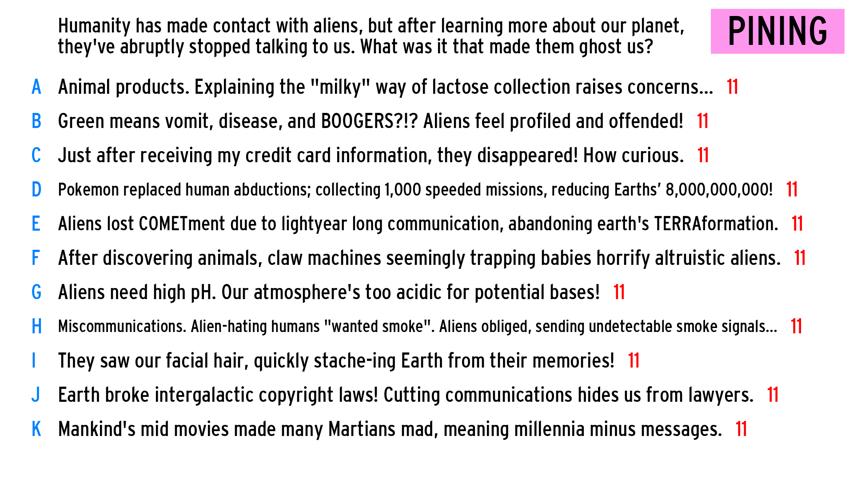 Humanity has made contact with aliens, but after learning more about our planet,
they've abruptly stopped talking to us. What was it that made them ghost us?
PINING
A Animal products. Explaining the "milky" way of lactose collection raises concerns... 11
B Green means vomit, disease, and BOOGERS?!? Aliens feel profiled and offended! 11
C Just after receiving my credit card information, they disappeared! How curious. 11
D Pokemon replaced human abductions; collecting 1,000 speeded missions, reducing Earths' 8,000,000,000! 11
E Aliens lost COMETment due to lightyear long communication, abandoning earth's TERRAformation. 11
F After discovering animals, claw machines seemingly trapping babies horrify altruistic aliens. 11
G Aliens need high pH. Our atmosphere's too acidic for potential bases! 11
H Miscommunications. Alien-hating humans "wanted smoke". Aliens obliged, sending undetectable smoke signals... 11
I They saw our facial hair, quickly stache-ing Earth from their memories! 11
J Earth broke intergalactic copyright laws! Cutting communications hides us from lawyers. 11
K Mankind's mid movies made many Martians mad, meaning millennia minus messages. 11